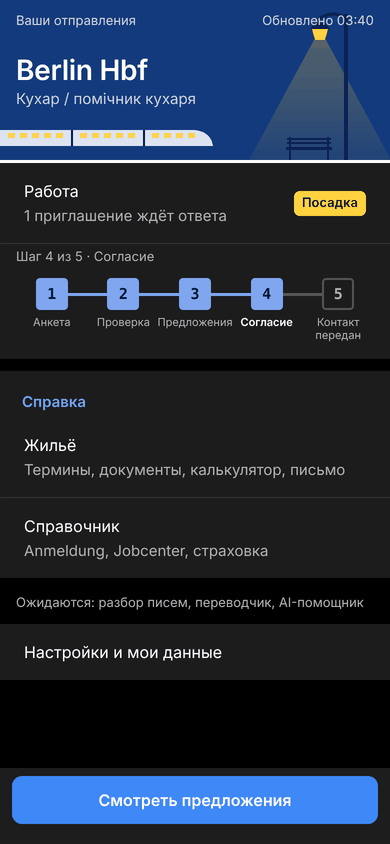 Ваши отправления
Обновлено 03:40
Berlin Hbf
Кухар / помічник кухаря
Работа
1 приглашение ждёт ответа
Посадка
Шаг 4 из 5 · Согласие
1 2 3 4 5
Анкета Проверка Предложения Согласие Контакт
передан
Справка
Жильё
Термины, документы, калькулятор, письмо
Справочник
Anmeldung, Jobcenter, страховка
Ожидаются: разбор писем, переводчик, AI-помощник
Настройки и мои данные
Смотреть предложения